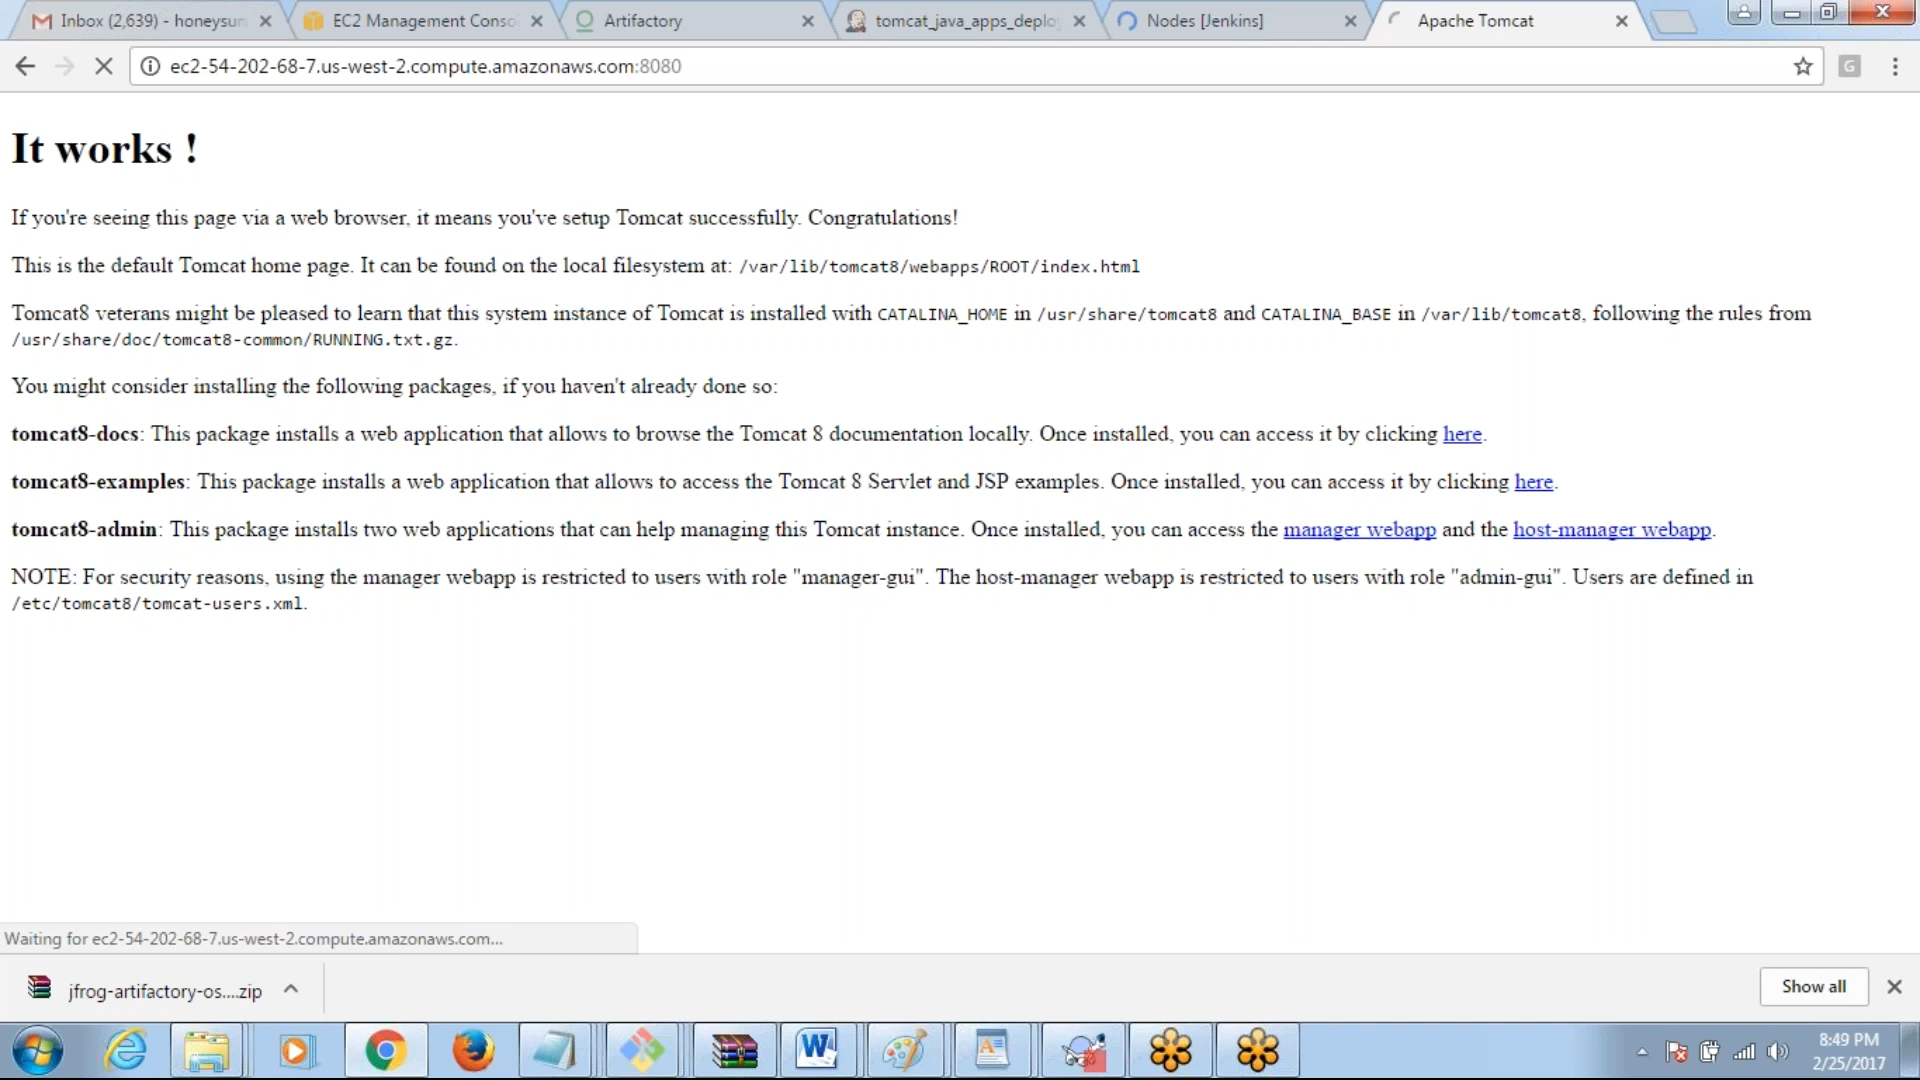 Inbox (2,639) - honeysun
EC2 Management Conso
Artifactory
tomcat_java_apps_deplo
Nodes [Jenkins]
Apache Tomcat
ec2-54-202-68-7.us-west-2.compute.amazonaws.com:8080
It works !
If you're seeing this page via a web browser, it means you've setup Tomcat successfully. Congratulations!
This is the default Tomcat home page. It can be found on the local filesystem at: /var/lib/tomcat8/webapps/ROOT/index.html
Tomcat8 veterans might be pleased to learn that this system instance of Tomcat is installed with CATALINA_HOME in /usr/share/tomcat8 and CATALINA_BASE in /var/lib/tomcat8, following the rules from
/usr/share/doc/tomcat8-common/RUNNING.txt.gz.
You might consider installing the following packages, if you haven't already done so:
tomcat8-docs: This package installs a web application that allows to browse the Tomcat 8 documentation locally. Once installed, you can access it by clicking here.
tomcat8-examples: This package installs a web application that allows to access the Tomcat 8 Servlet and JSP examples. Once installed, you can access it by clicking here.
tomcat8-admin: This package installs two web applications that can help managing this Tomcat instance. Once installed, you can access the manager webapp and the host-manager webapp.
NOTE: For security reasons, using the manager webapp is restricted to users with role "manager-gui". The host-manager webapp is restricted to users with role "admin-gui". Users are defined in
/etc/tomcat8/tomcat-users.xml.
Waiting for ec2-54-202-68-7.us-west-2.compute.amazonaws.com...
jfrog-artifactory-os....zip
Show all
8:49 PM
2/25/2017